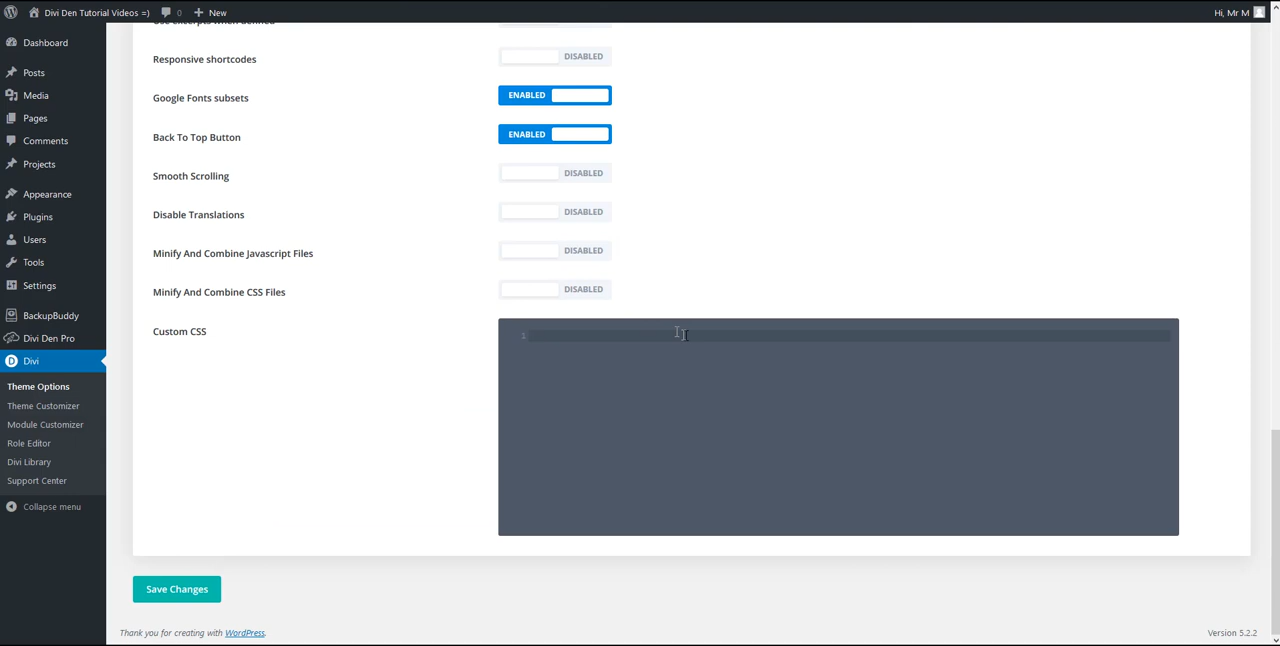 Divi Den Tutorial Videos =) 0 New Hi, Mr M
Dashboard
Posts
Media
Pages
Comments
Projects
Appearance
Plugins
Users
Tools
Settings
BackupBuddy
Divi Den Pro
Divi
Theme Options
Theme Customizer
Module Customizer
Role Editor
Divi Library
Support Center
Collapse menu
Use excerpts when defined
Responsive shortcodes DISABLED
Google Fonts subsets ENABLED
Back To Top Button ENABLED
Smooth Scrolling DISABLED
Disable Translations DISABLED
Minify And Combine Javascript Files DISABLED
Minify And Combine CSS Files DISABLED
Custom CSS 1
Save Changes
Thank you for creating with WordPress. Version 5.2.2